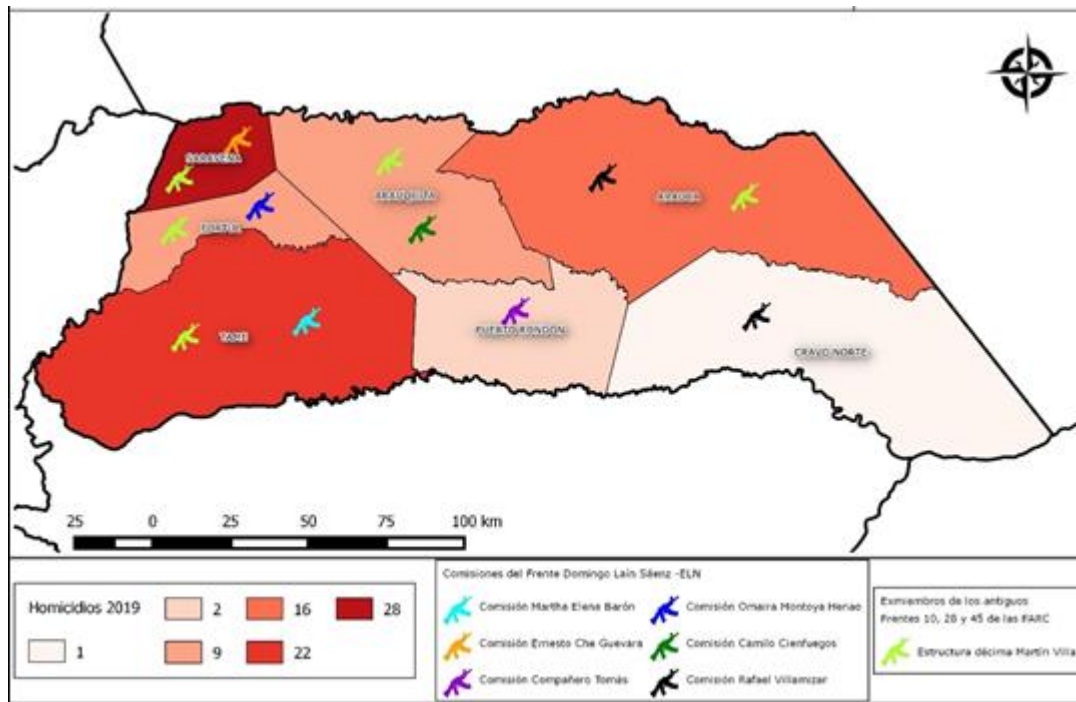 SARAVENA
ARAUQUITA
ARAUCA
FORTUL
TAME
PUERTO RONDÓN
CRAVO NORTE
25 0 25 50 75 100 km
Homicidios 2019
1
2
9
16
22
28
Comisiones del Frente Domingo Laín Sáenz -ELN
Comisión Martha Elena Barón
Comisión Ernesto Che Guevara
Comisión Compañero Tomás
Comisión Omaira Montoya Henao
Comisión Camilo Cienfuegos
Comisión Rafael Villamizar
Exmiembros de los antiguos
Frentes 10, 28 y 45 de las FARC
Estructura décima Martín Villa